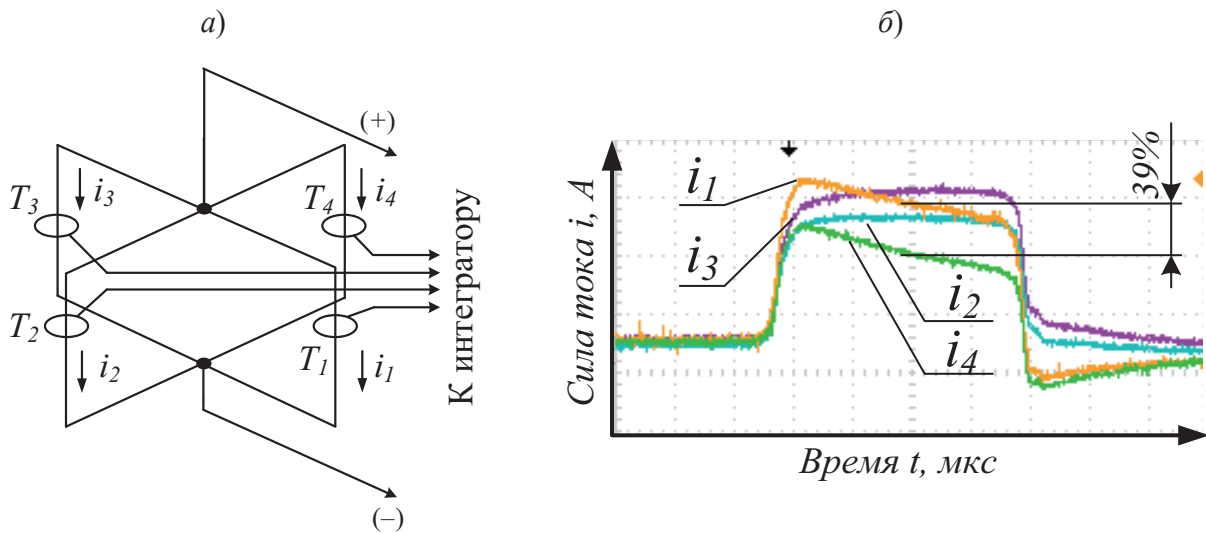 а)
(+)
T3
i3
T4
i4
T2
i2
T1
i1
(–)
К интегратору
б)
Сила тока i, А
i1
i3
i2
i4
39%
Время t, мкс